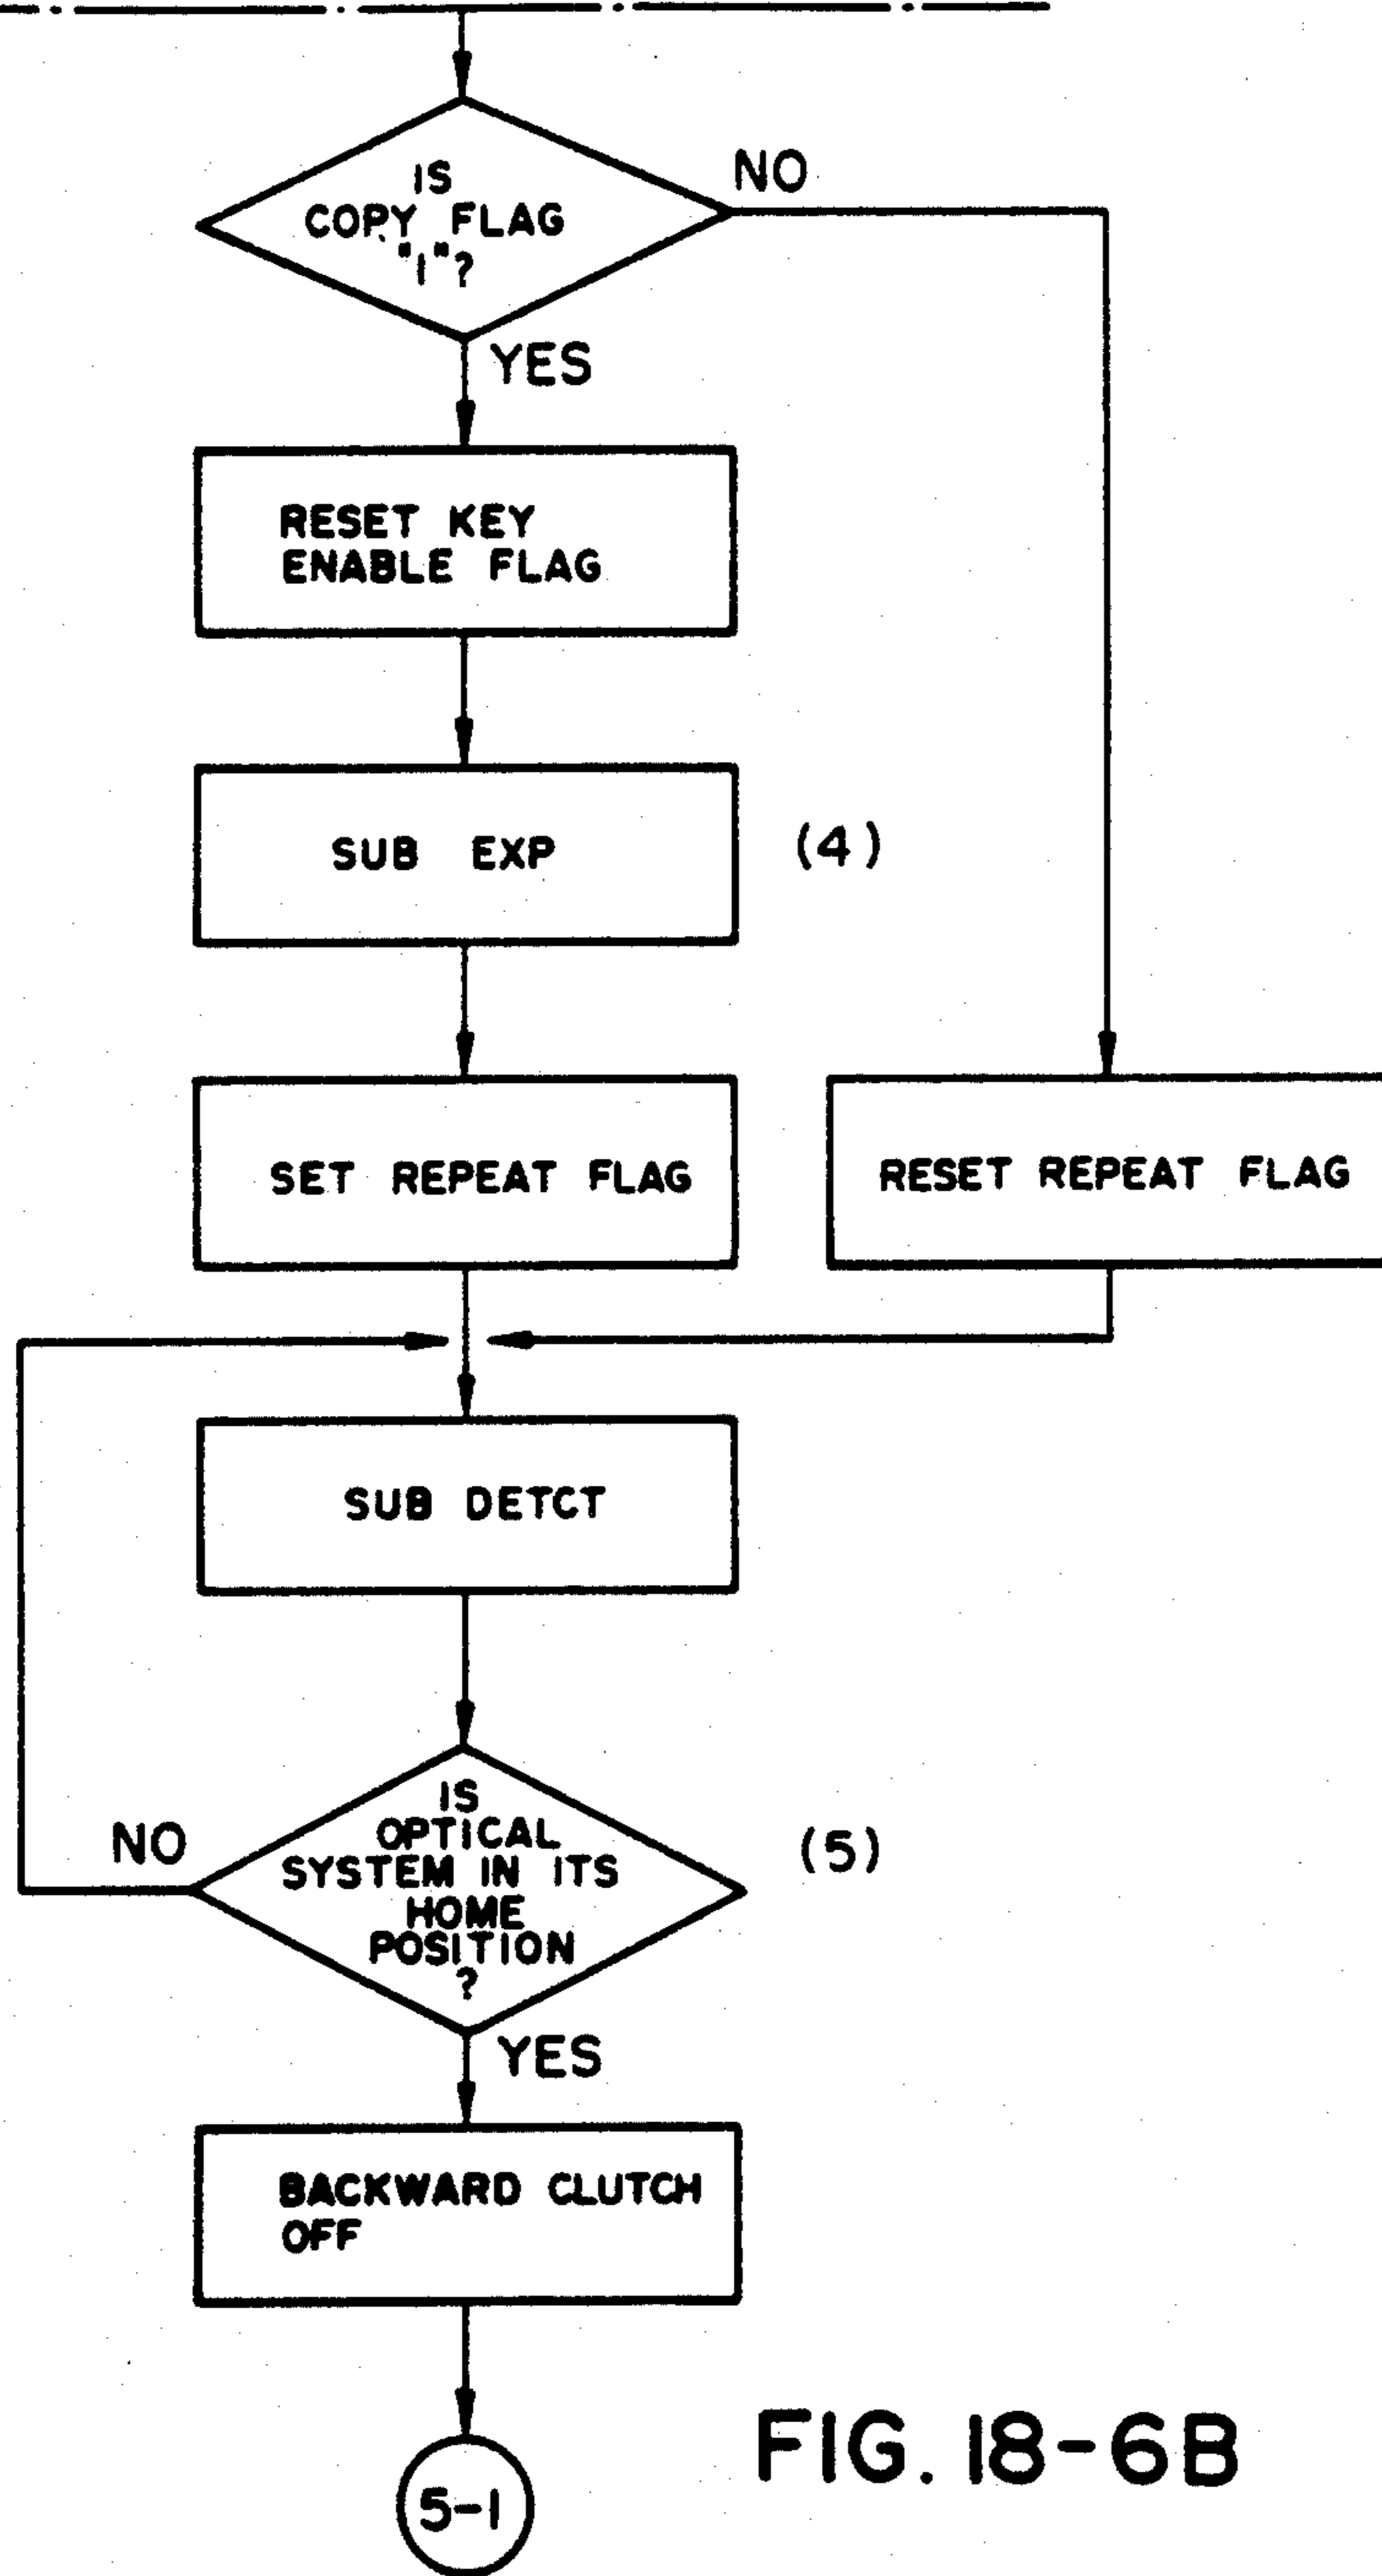 IS
COPY FLAG
"1"?
NO
YES
RESET KEY
ENABLE FLAG
SUB EXP
(4)
SET REPEAT FLAG
RESET REPEAT FLAG
SUB DETCT
IS
OPTICAL
SYSTEM IN ITS
HOME
POSITION
?
NO
(5)
YES
BACKWARD CLUTCH
OFF
5-1
FIG. 18-6B